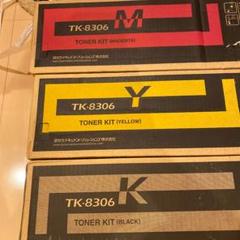 M
TK-8306
TONER KIT (MAGENTA)
Y
TK-8306
TONER KIT (YELLOW)
K
TK-8306
TONER KIT (BLACK)